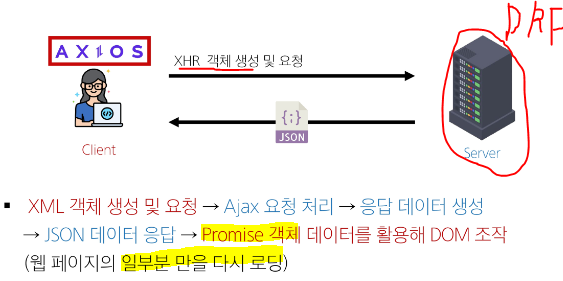 DRF
AXIOS
XHR 객체 생성 및 요청
{;}
JSON
Client
Server
▪ XML 객체 생성 및 요청 → Ajax 요청 처리 → 응답 데이터 생성
→ JSON 데이터 응답 → Promise 객체 데이터를 활용해 DOM 조작
(웹 페이지의 일부분 만을 다시 로딩)